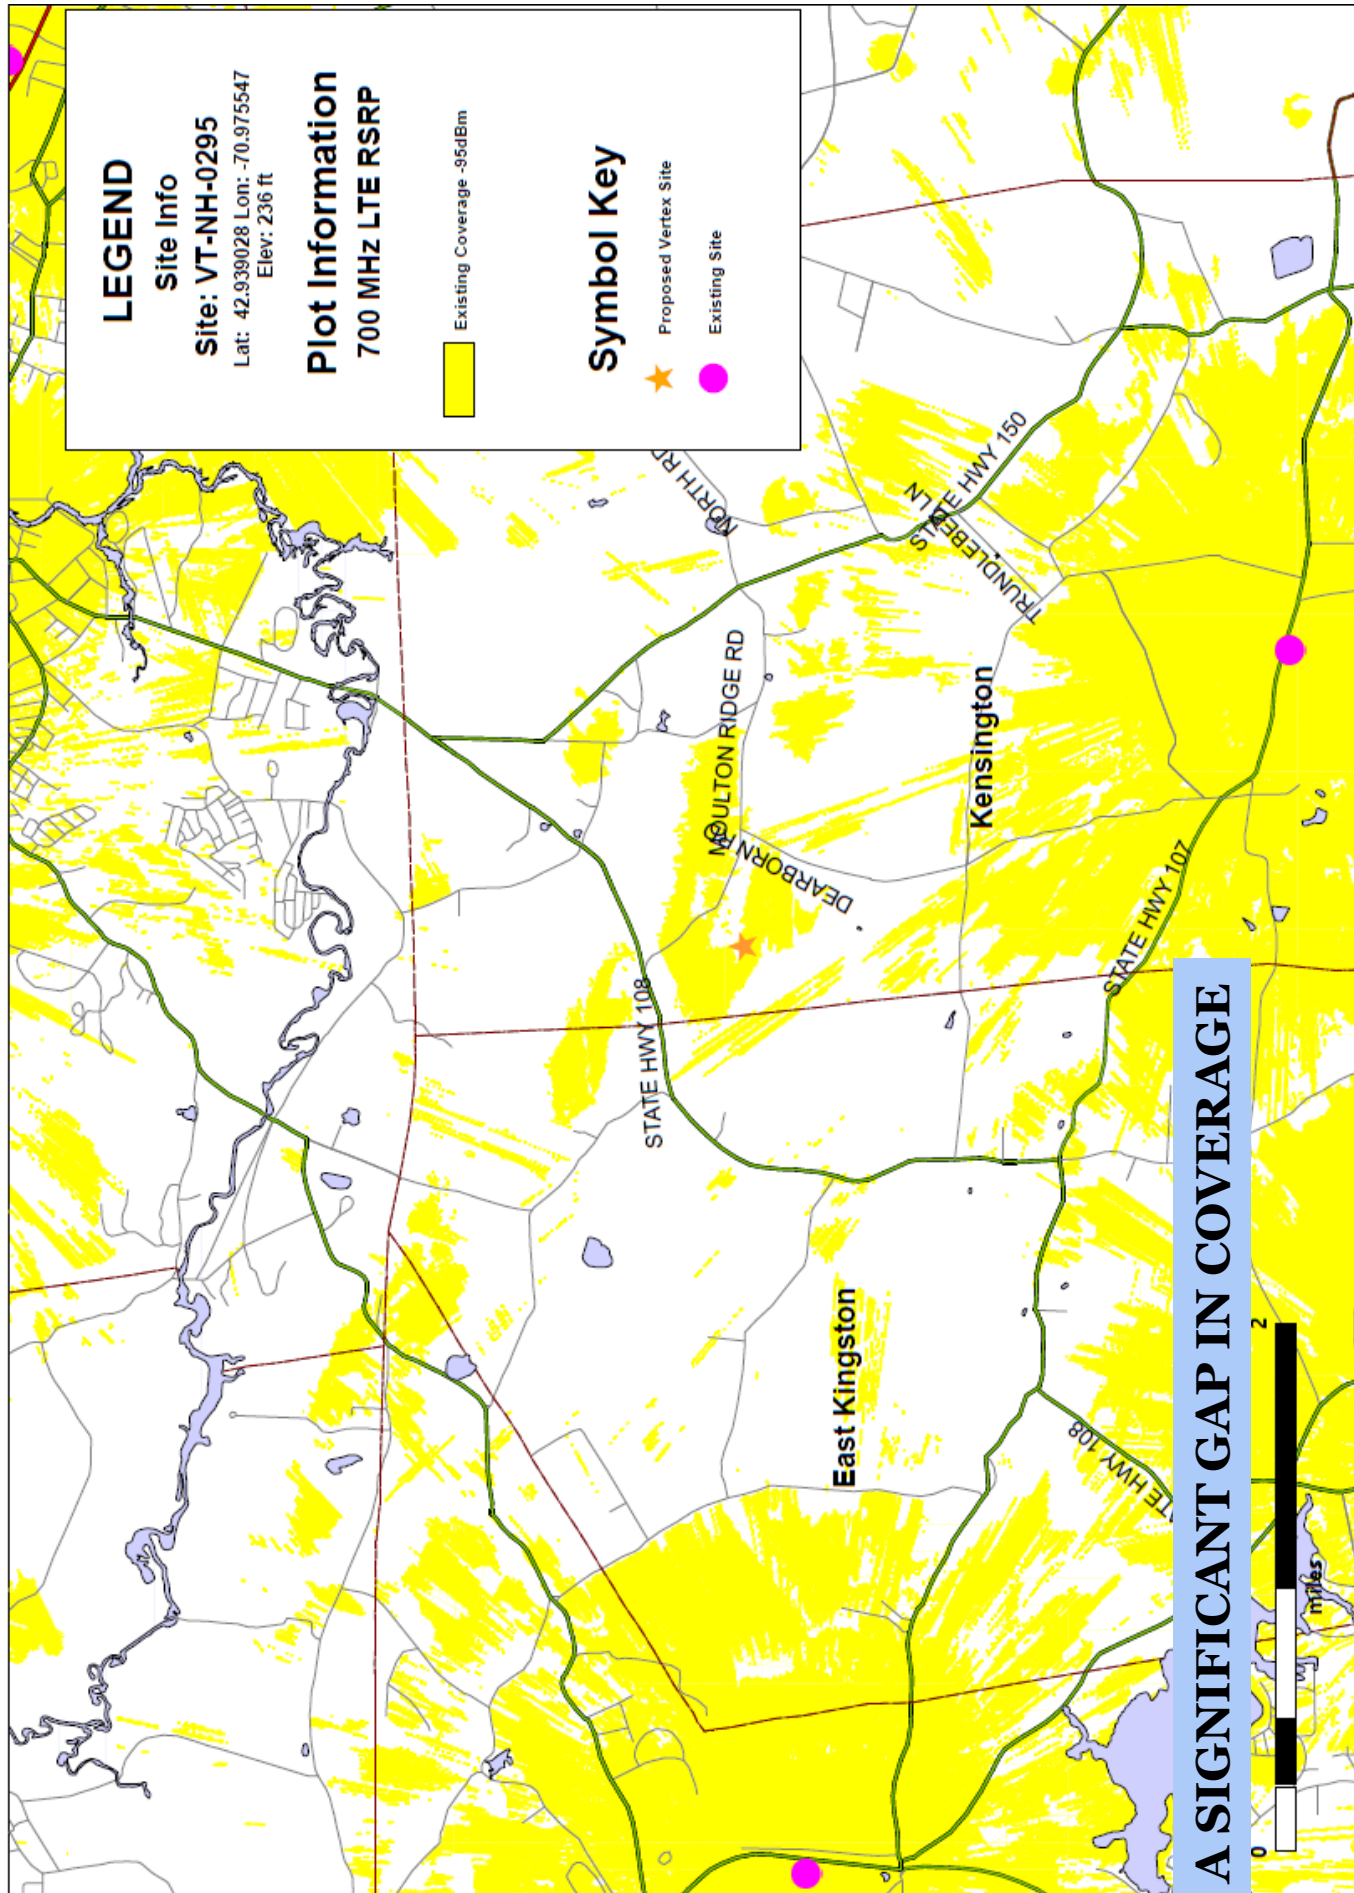 LEGEND
Site Info
Site: VT-NH-0295
Lat: 42.939028 Lon: -70.975547
Elev: 236 ft
Plot Information
700 MHz LTE RSRP
Existing Coverage -95dBm
Symbol Key
Proposed Vertex Site
Existing Site
NORTH RD
STATE HWY 150
TRUNDLEBED LN
MOULTON RIDGE RD
DEARBORN R
Kensington
STATE HWY 108
STATE HWY 107
East Kingston
ATE HWY 108
A SIGNIFICANT GAP IN COVERAGE
0
2
miles